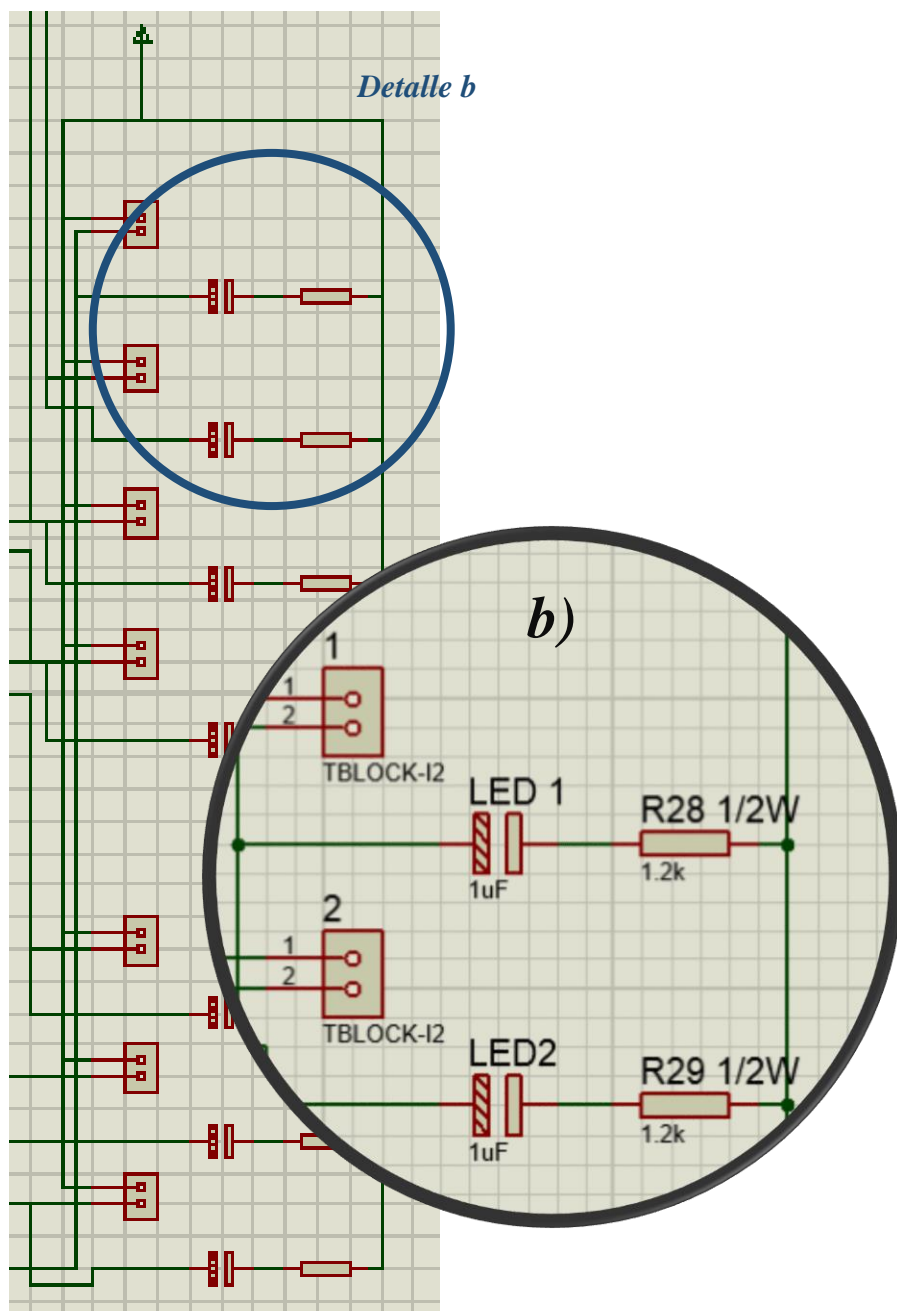 Detalle b
b)
1
1
2
TBLOCK-I2
LED 1
1uF
R28 1/2W
1.2k
2
1
2
TBLOCK-I2
LED2
1uF
R29 1/2W
1.2k